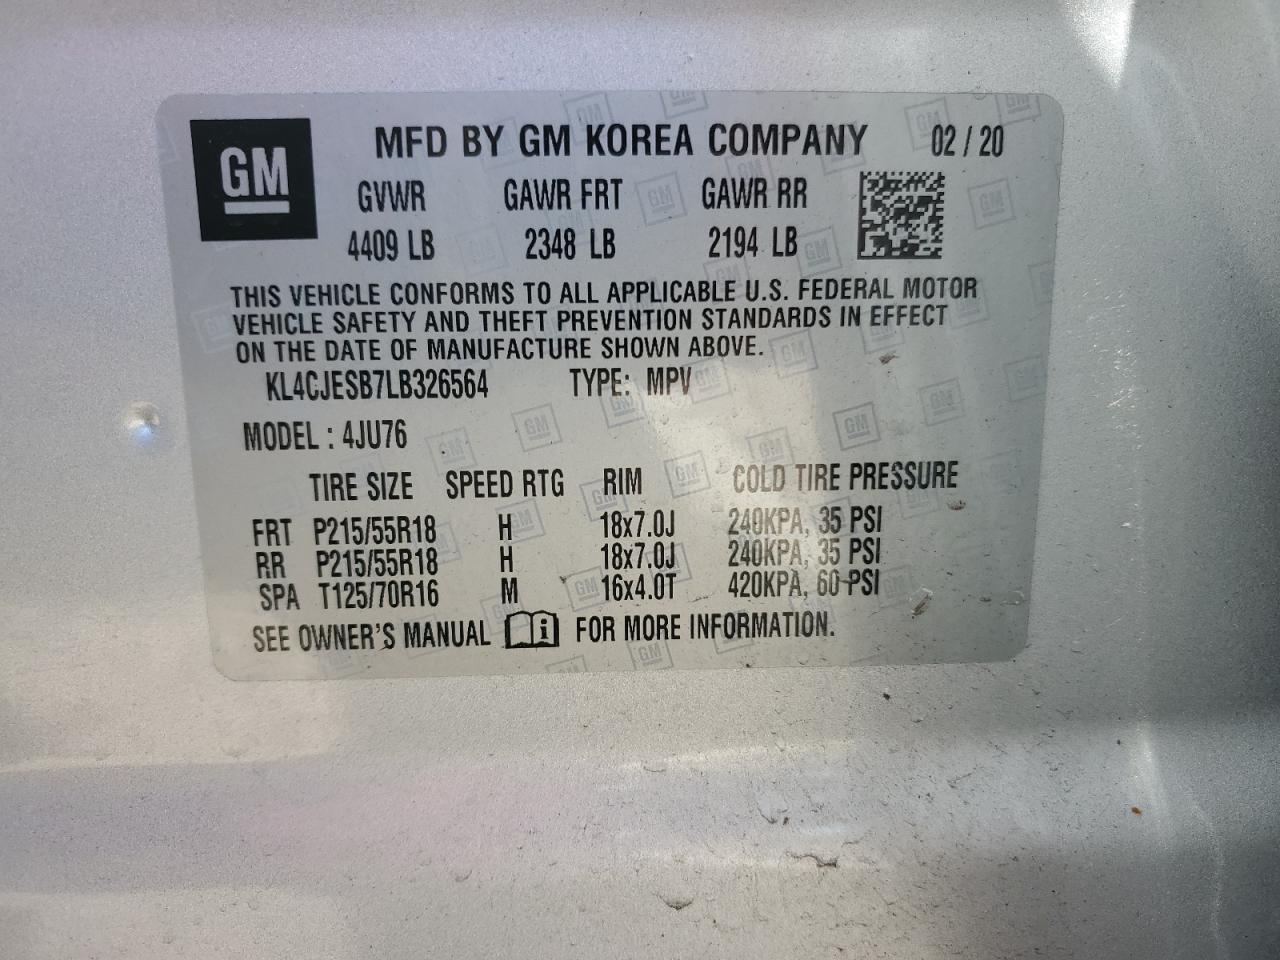 GM
MFD BY GM KOREA COMPANY 02 / 20
GVWR GAWR FRT GAWR RR
4409 LB 2348 LB 2194 LB
THIS VEHICLE CONFORMS TO ALL APPLICABLE U.S. FEDERAL MOTOR
VEHICLE SAFETY AND THEFT PREVENTION STANDARDS IN EFFECT
ON THE DATE OF MANUFACTURE SHOWN ABOVE.
KL4CJESB7LB326564 TYPE: MPV
MODEL : 4JU76
TIRE SIZE SPEED RTG RIM COLD TIRE PRESSURE
FRT P215/55R18 H 18x7.0J 240KPA, 35 PSI
RR P215/55R18 H 18x7.0J 240KPA, 35 PSI
SPA T125/70R16 M 16x4.0T 420KPA, 60 PSI
SEE OWNER'S MANUAL i FOR MORE INFORMATION.